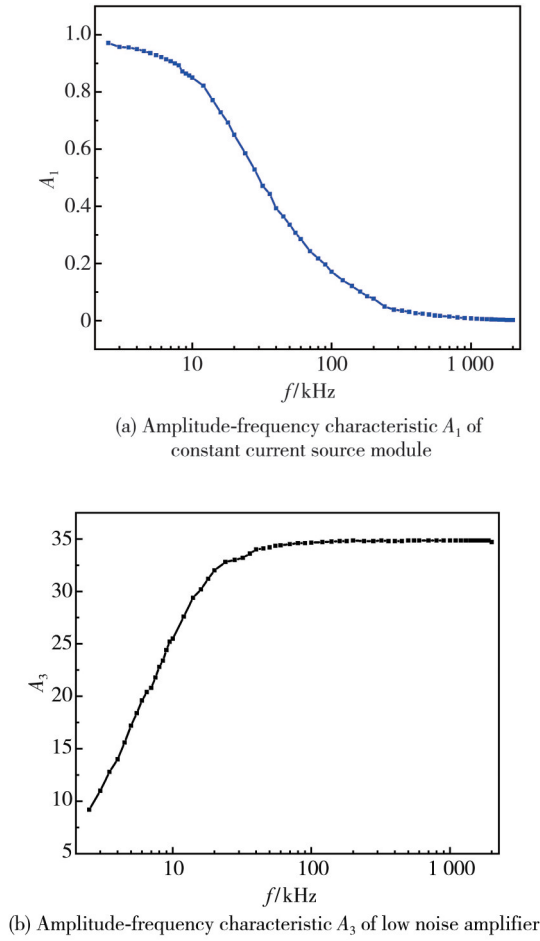 1.0
0.8
0.6
0.4
0.2
0
A₁
10 100 1 000
f/kHz
(a) Amplitude-frequency characteristic A₁ of
constant current source module
35
30
25
20
15
10
5
A₃
10 100 1 000
f/kHz
(b) Amplitude-frequency characteristic A₃ of low noise amplifier